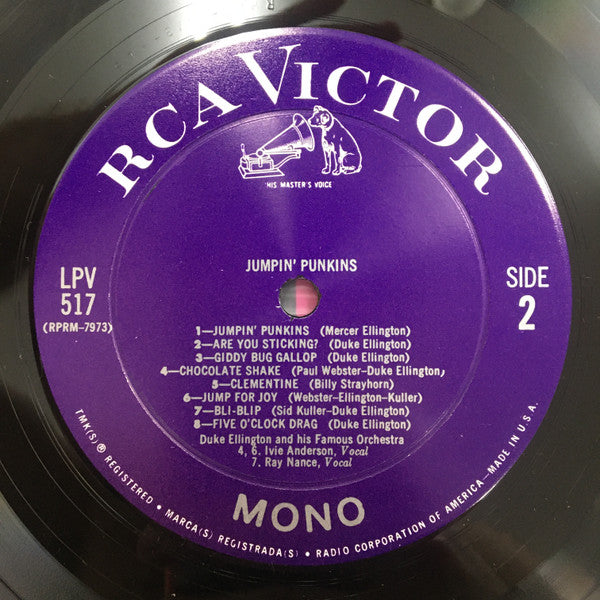 RCA VICTOR
"HIS MASTER'S VOICE"
JUMPIN' PUNKINS
LPV
517
(RPRM-7973)
SIDE
2
1—JUMPIN' PUNKINS (Mercer Ellington)
2—ARE YOU STICKING? (Duke Ellington)
3—GIDDY BUG GALLOP (Duke Ellington)
4—CHOCOLATE SHAKE (Paul Webster-Duke Ellington)
5—CLEMENTINE (Billy Strayhorn)
6—JUMP FOR JOY (Webster-Ellington-Kuller)
7—BLI-BLIP (Sid Kuller-Duke Ellington)
8—FIVE O'CLOCK DRAG (Duke Ellington)
Duke Ellington and his Famous Orchestra
4, 6. Ivie Anderson, Vocal
7. Ray Nance, Vocal
MONO
TMK(S) ® REGISTERED • MARCA(S) REGISTRADA(S) • RADIO CORPORATION OF AMERICA—MADE IN U.S.A.